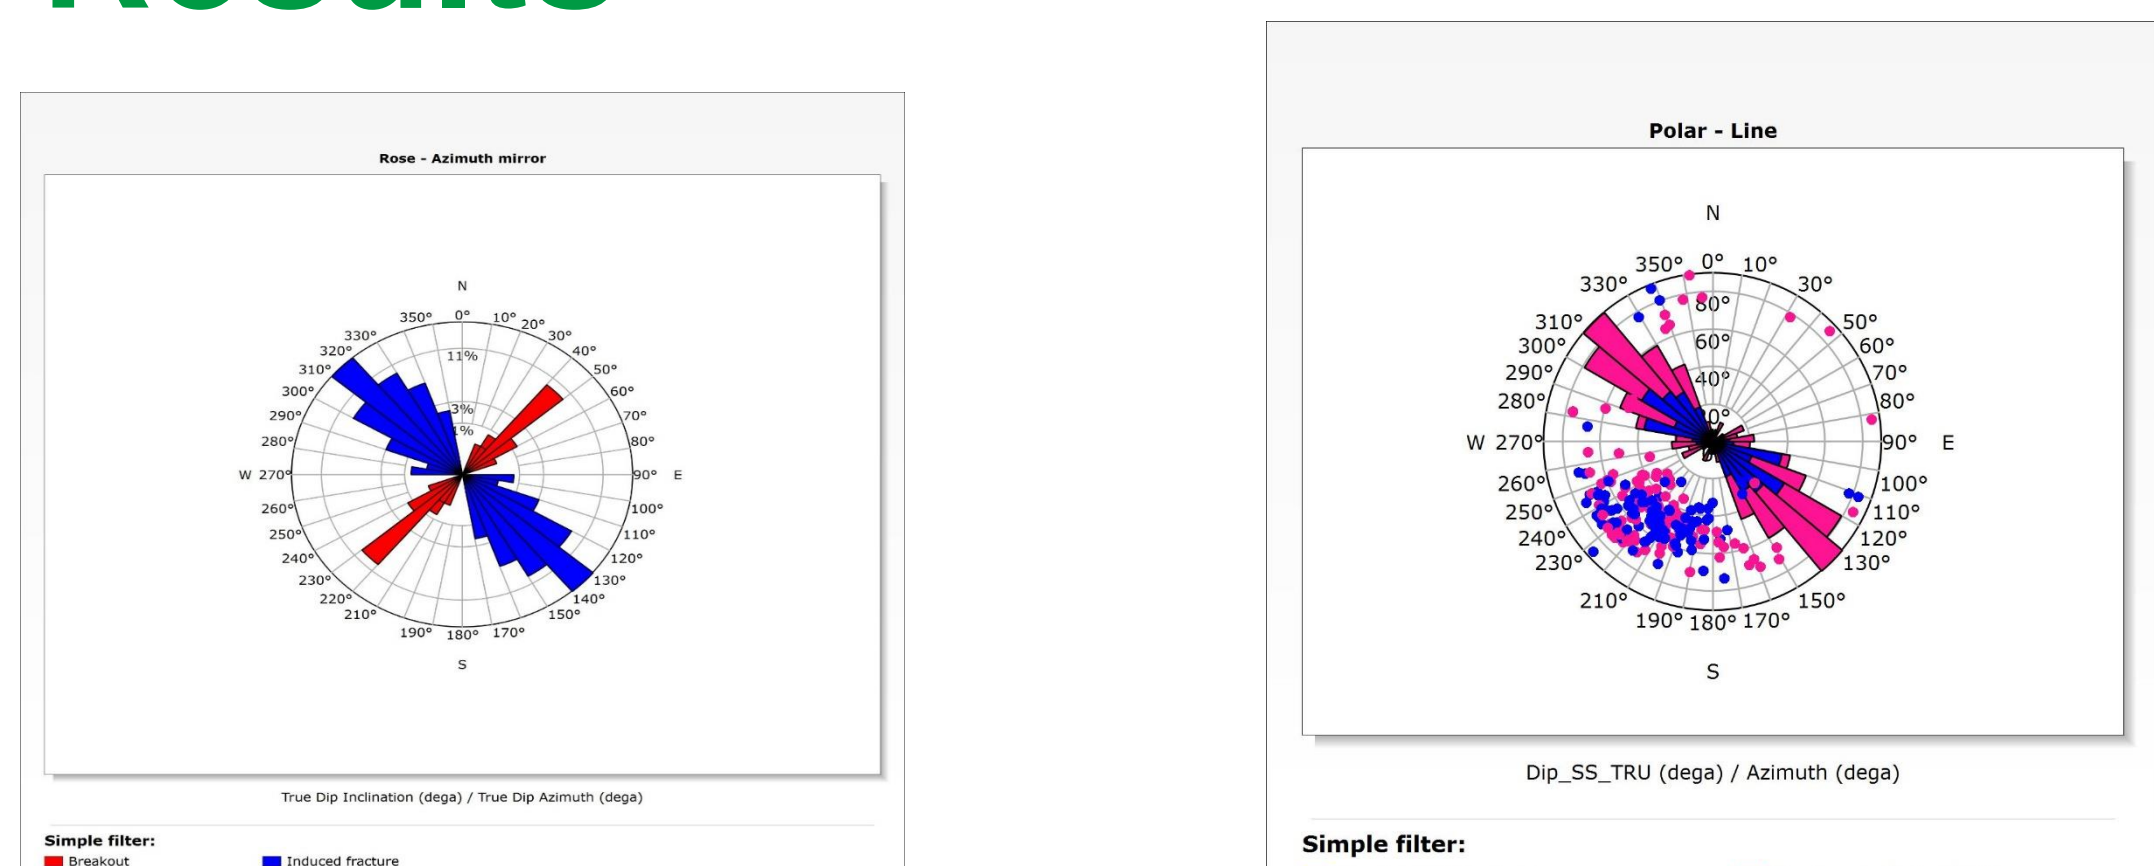 Results
Rose - Azimuth mirror
N
350° 0° 10° 20°
330° 30°
320° 40°
310° 50°
300° 60°
290° 70°
280° 80°
W 270° 90° E
260° 100°
250° 110°
240° 120°
230° 130°
220° 140°
210° 150°
190° 180° 170°
S
11%
3%
1%
True Dip Inclination (dega) / True Dip Azimuth (dega)
Simple filter:
Breakout Induced fracture
Polar - Line
N
350° 0° 10°
330° 30°
310° 50°
300° 60°
290° 70°
280° 80°
W 270° 90° E
260° 100°
250° 110°
240° 120°
230° 130°
210° 150°
190° 180° 170°
S
80°
60°
40°
Dip_SS_TRU (dega) / Azimuth (dega)
Simple filter: